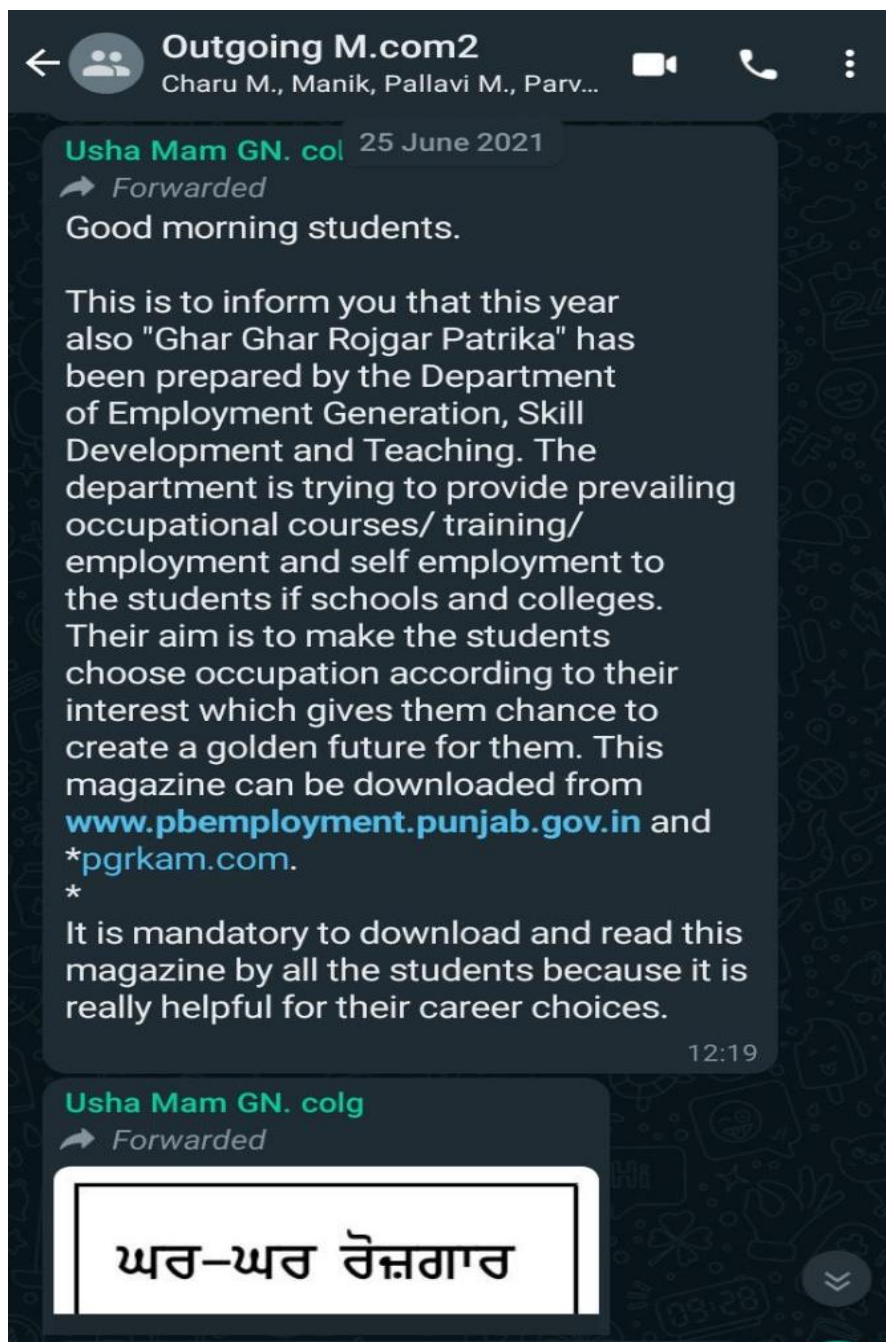 Outgoing M.com2
Charu M., Manik, Pallavi M., Parv...
25 June 2021
Usha Mam GN. col
Forwarded
Good morning students.
This is to inform you that this year
also "Ghar Ghar Rojgar Patrika" has
been prepared by the Department
of Employment Generation, Skill
Development and Teaching. The
department is trying to provide prevailing
occupational courses/ training/
employment and self employment to
the students if schools and colleges.
Their aim is to make the students
choose occupation according to their
interest which gives them chance to
create a golden future for them. This
magazine can be downloaded from
www.pbemployment.punjab.gov.in and
*pgrkam.com.
*
It is mandatory to download and read this
magazine by all the students because it is
really helpful for their career choices.
12:19
Usha Mam GN. colg
Forwarded
ਘਰ-ਘਰ ਰੋਜ਼ਗਾਰ